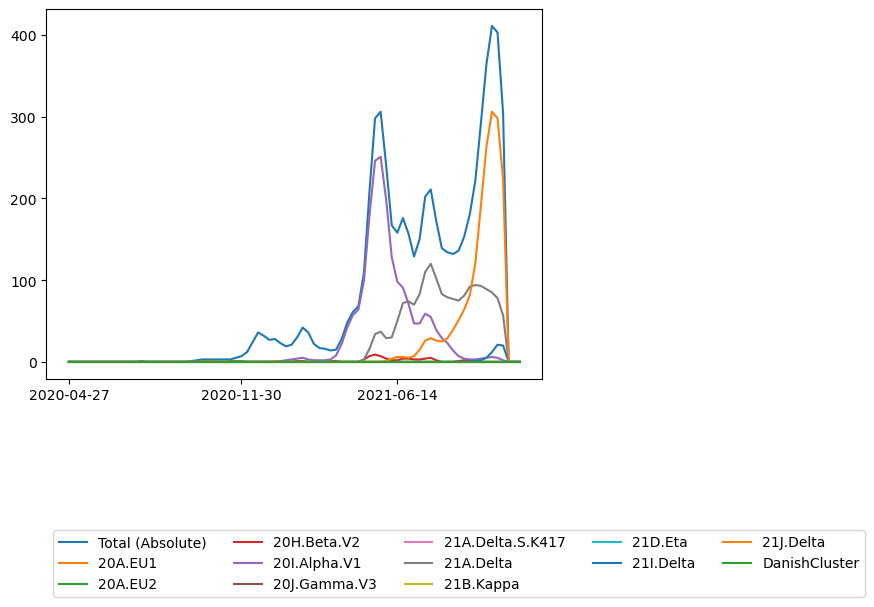 400
300
200
100
0
2020-04-27 2020-11-30 2021-06-14
Total (Absolute) 20H.Beta.V2 21A.Delta.S.K417 21D.Eta 21J.Delta
20A.EU1 20I.Alpha.V1 21A.Delta 21I.Delta DanishCluster
20A.EU2 20J.Gamma.V3 21B.Kappa